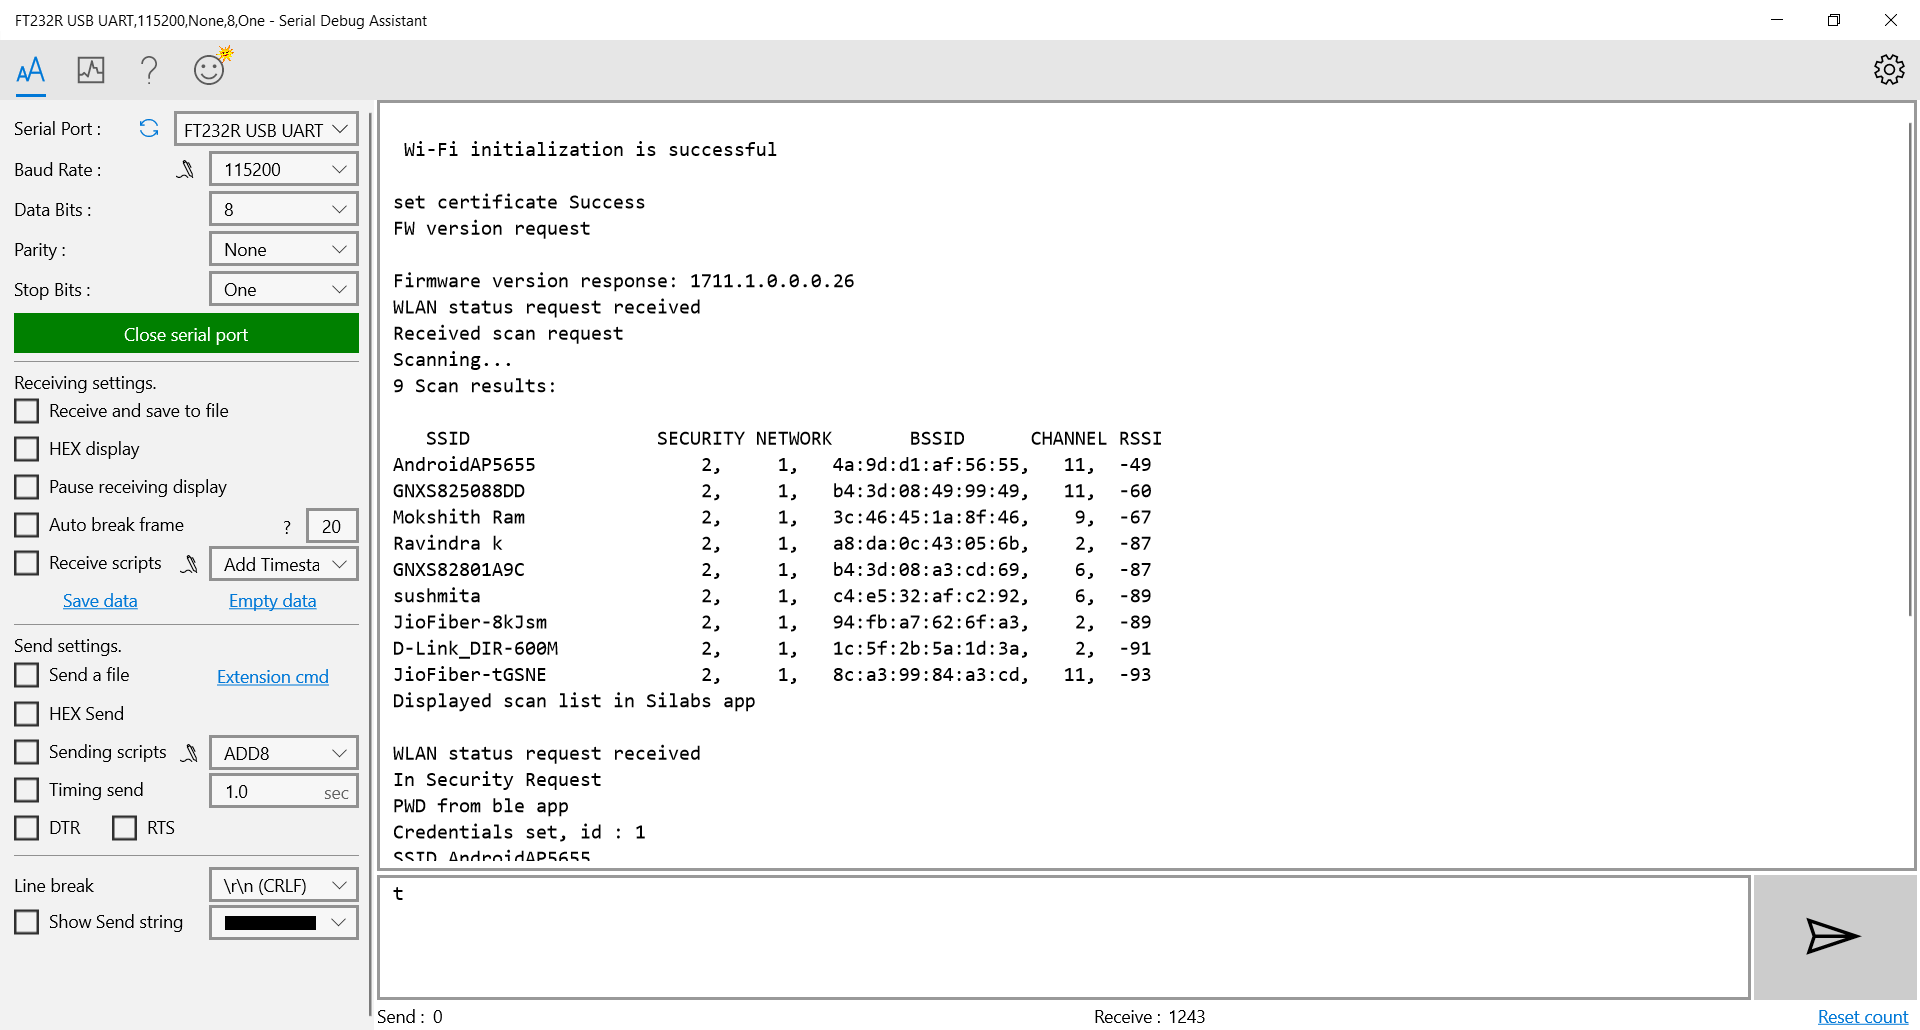 FT232R USB UART,115200,None,8,One - Serial Debug Assistant
AA
Serial Port :
FT232R USB UART
Baud Rate :
115200
Data Bits :
8
Parity :
None
Stop Bits :
One
Close serial port
Receiving settings.
Receive and save to file
HEX display
Pause receiving display
Auto break frame ? 20
Receive scripts Add Timesta
Save data Empty data
Send settings.
Send a file Extension cmd
HEX Send
Sending scripts ADD8
Timing send 1.0 sec
DTR RTS
Line break \r\n (CRLF)
Show Send string
Wi-Fi initialization is successful
set certificate Success
FW version request
Firmware version response: 1711.1.0.0.0.26
WLAN status request received
Received scan request
Scanning...
9 Scan results:
SSID SECURITY NETWORK BSSID CHANNEL RSSI
AndroidAP5655 2, 1, 4a:9d:d1:af:56:55, 11, -49
GNXS825088DD 2, 1, b4:3d:08:49:99:49, 11, -60
Mokshith Ram 2, 1, 3c:46:45:1a:8f:46, 9, -67
Ravindra k 2, 1, a8:da:0c:43:05:6b, 2, -87
GNXS82801A9C 2, 1, b4:3d:08:a3:cd:69, 6, -87
sushmita 2, 1, c4:e5:32:af:c2:92, 6, -89
JioFiber-8kJsm 2, 1, 94:fb:a7:62:6f:a3, 2, -89
D-Link_DIR-600M 2, 1, 1c:5f:2b:5a:1d:3a, 2, -91
JioFiber-tGSNE 2, 1, 8c:a3:99:84:a3:cd, 11, -93
Displayed scan list in Silabs app
WLAN status request received
In Security Request
PWD from ble app
Credentials set, id : 1
SSID AndroidAP5655
t
Send : 0 Receive : 1243 Reset count